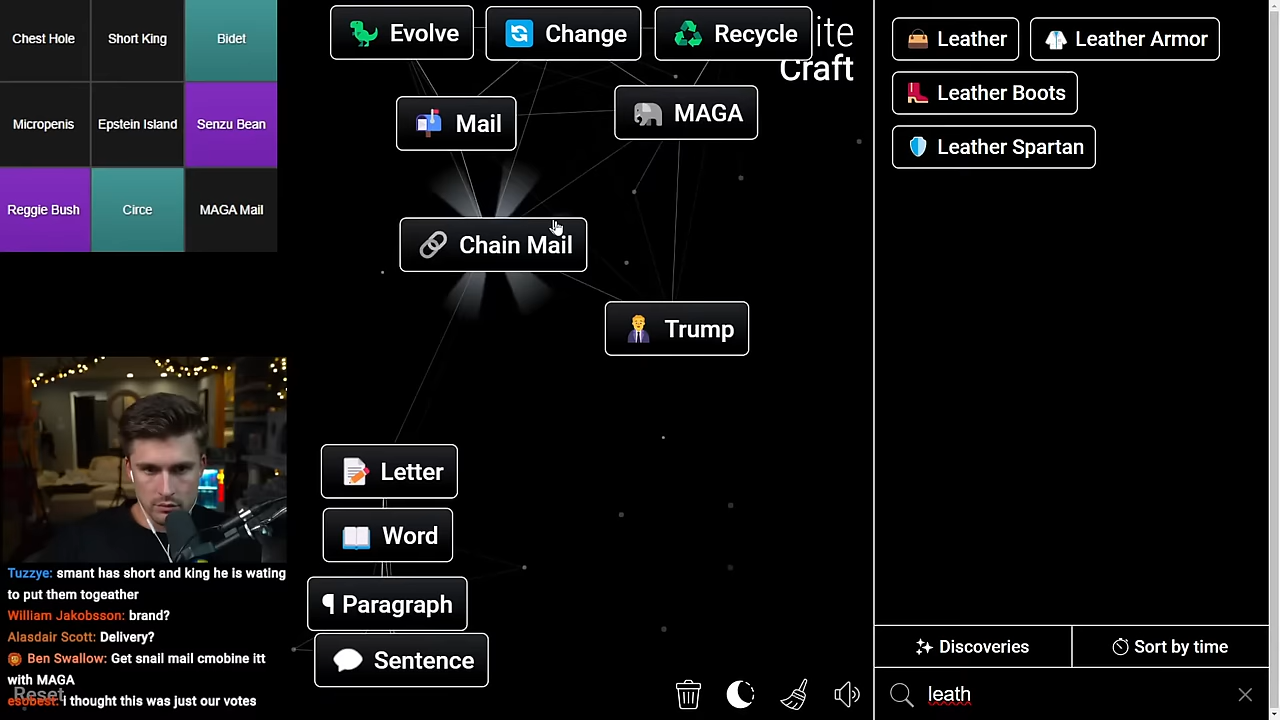 Chest Hole
Short King
Bidet
Micropenis
Epstein Island
Senzu Bean
Reggie Bush
Circe
MAGA Mail
Evolve
Change
Recycle
ite
Craft
Mail
MAGA
Chain Mail
Trump
Letter
Word
¶ Paragraph
Sentence
Leather
Leather Armor
Leather Boots
Leather Spartan
Tuzzye: smant has short and king he is wating
to put them togeather
William Jakobsson: brand?
Alasdair Scott: Delivery?
Ben Swallow: Get snail mail cmobine itt
with MAGA
Reset
esobest: I thought this was just our votes
Discoveries
Sort by time
leath